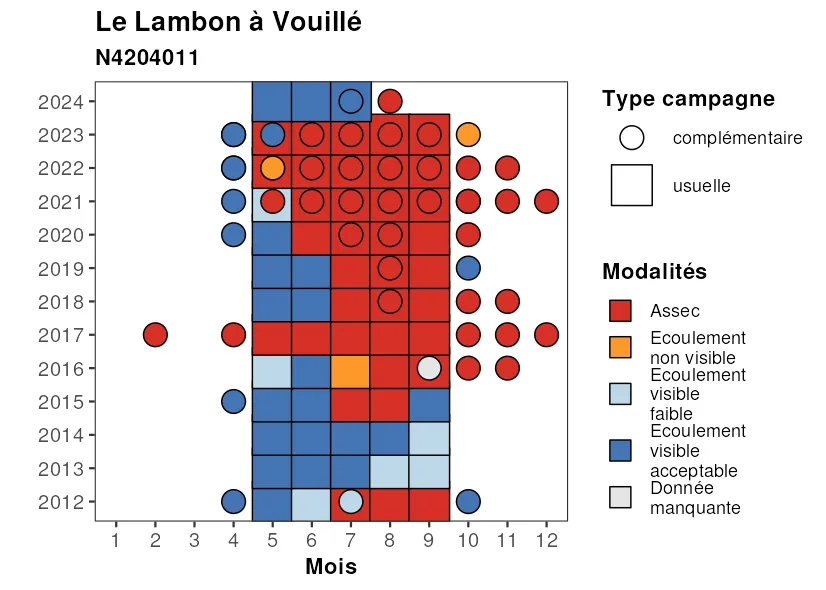 Le Lambon à Vouillé
N4204011
2024
2023
2022
2021
2020
2019
2018
2017
2016
2015
2014
2013
2012
1 2 3 4 5 6 7 8 9 10 11 12
Mois
Type campagne
complémentaire
usuelle
Modalités
Assec
Ecoulement
non visible
Ecoulement
visible
faible
Ecoulement
visible
acceptable
Donnée
manquante